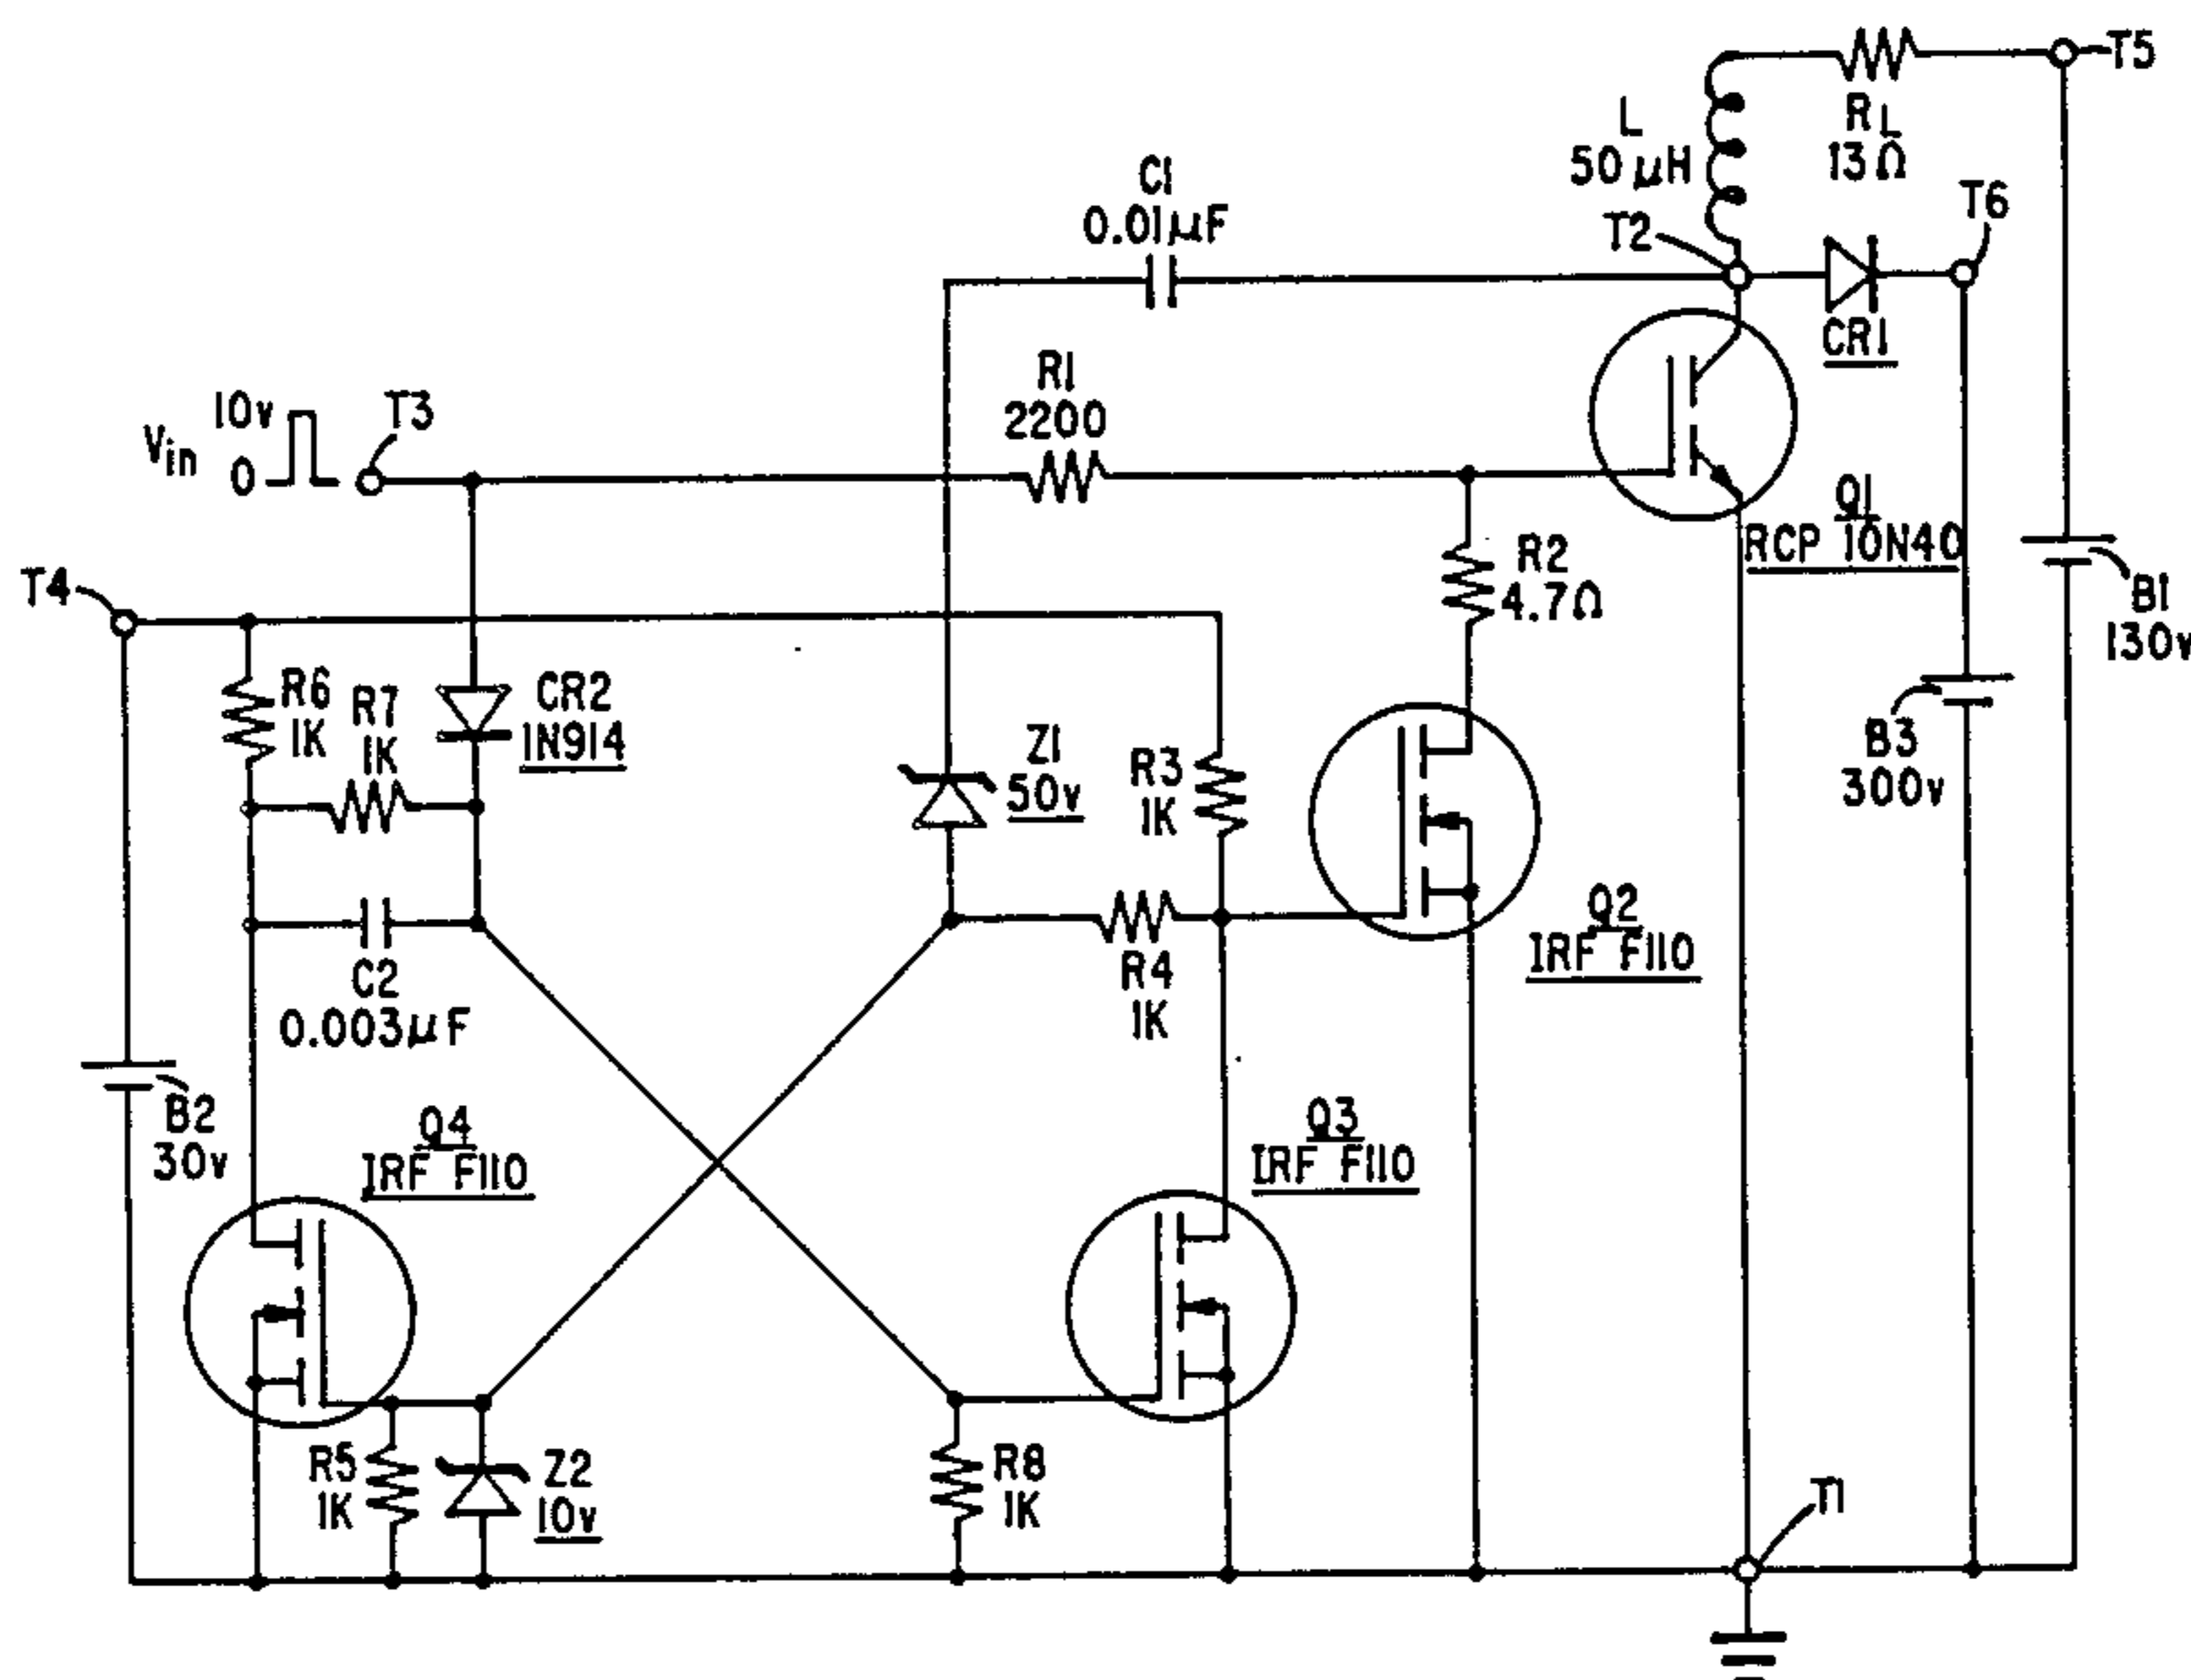 T5
L
50 μH
RL
13Ω
C1
0.01μF
T2
T6
CR1
R1
2200
10v
Vin
0
T3
Q1
RCP 10N40
R2
4.7Ω
T4
B1
130v
R6
1K
R7
1K
CR2
1N914
Z1
50v
R3
1K
B3
300v
Q2
IRF F110
R4
1K
C2
0.003μF
B2
30v
Q4
IRF F110
Q3
IRF F110
R5
1K
Z2
10v
R8
1K
T1